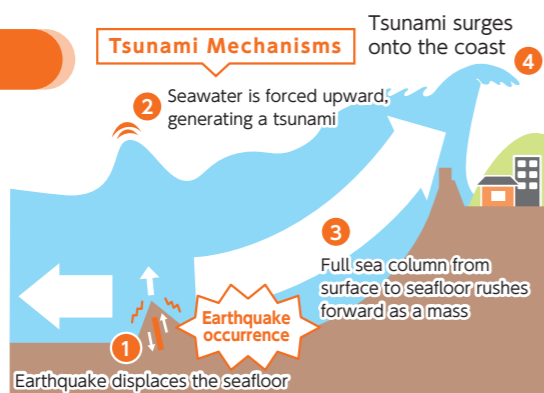 Tsunami Mechanisms
1
Earthquake displaces the seafloor
Earthquake
occurrence
2
Seawater is forced upward,
generating a tsunami
3
Full sea column from
surface to seafloor rushes
forward as a mass
4
Tsunami surges
onto the coast